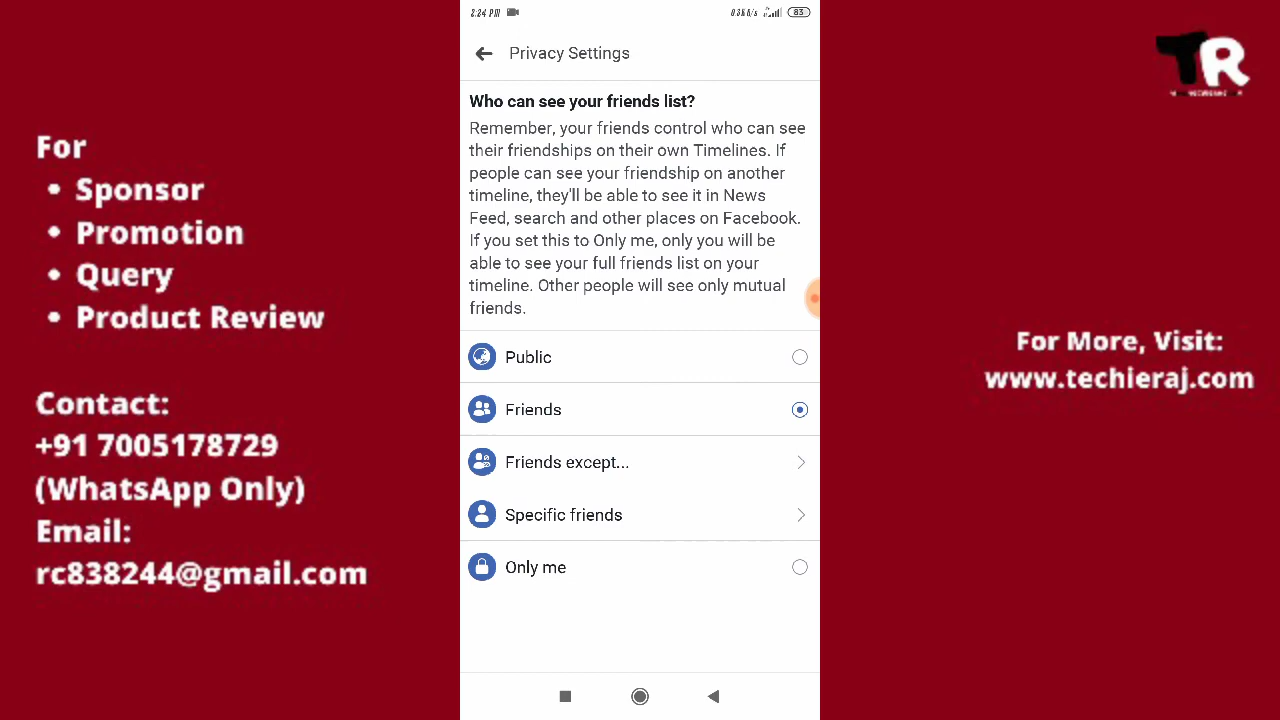 For
• Sponsor
• Promotion
• Query
• Product Review
Contact:
+91 7005178729
(WhatsApp Only)
Email:
rc838244@gmail.com
2:24 PM
83
Privacy Settings
Who can see your friends list?
Remember, your friends control who can see
their friendships on their own Timelines. If
people can see your friendship on another
timeline, they'll be able to see it in News
Feed, search and other places on Facebook.
If you set this to Only me, only you will be
able to see your full friends list on your
timeline. Other people will see only mutual
friends.
Public
Friends
Friends except...
Specific friends
Only me
TR
For More, Visit:
www.techieraj.com